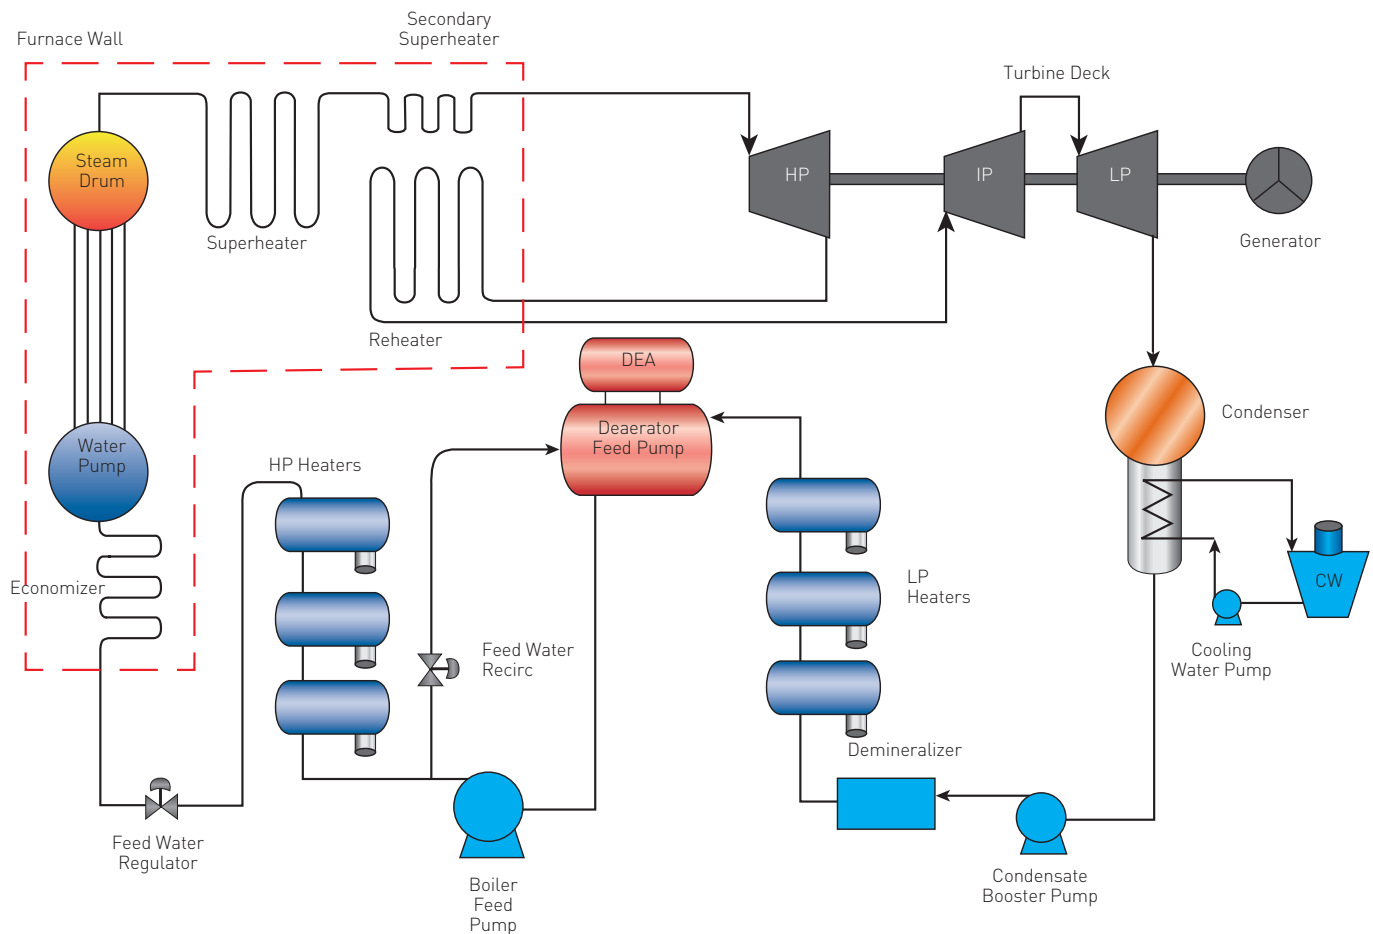 Secondary
Superheater
Furnace Wall
Turbine Deck
Steam
Drum
HP
IP
LP
Superheater
Generator
Reheater
DEA
Condenser
Deaerator
Feed Pump
Water
Pump
HP Heaters
LP
Heaters
CW
Economizer
Feed Water
Recirc
Cooling
Water Pump
Demineralizer
Feed Water
Regulator
Boiler
Feed
Pump
Condensate
Booster Pump